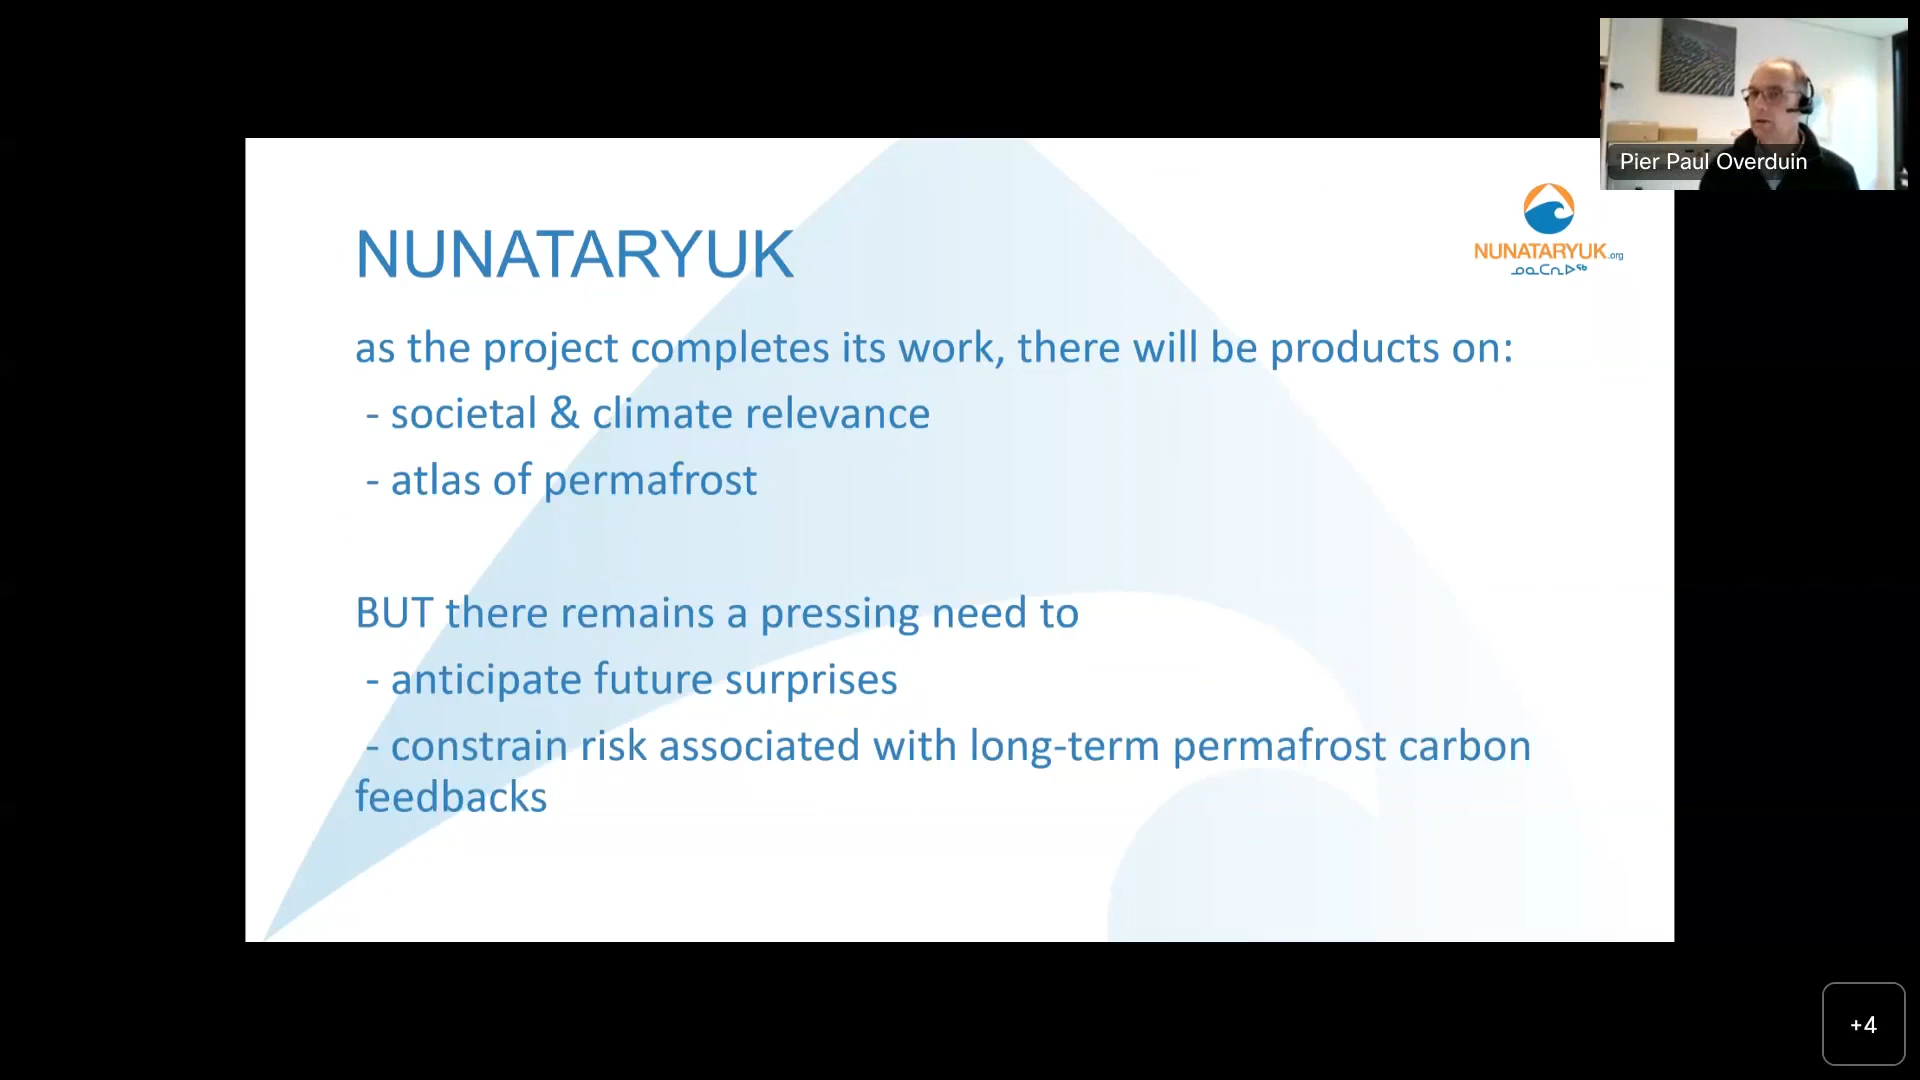 Pier Paul Overduin
NUNATARYUK
NUNATARYUK.org
ᓄᓇᑕᕆᐅᖅ
as the project completes its work, there will be products on:
- societal & climate relevance
- atlas of permafrost
BUT there remains a pressing need to
- anticipate future surprises
- constrain risk associated with long-term permafrost carbon
feedbacks
+4